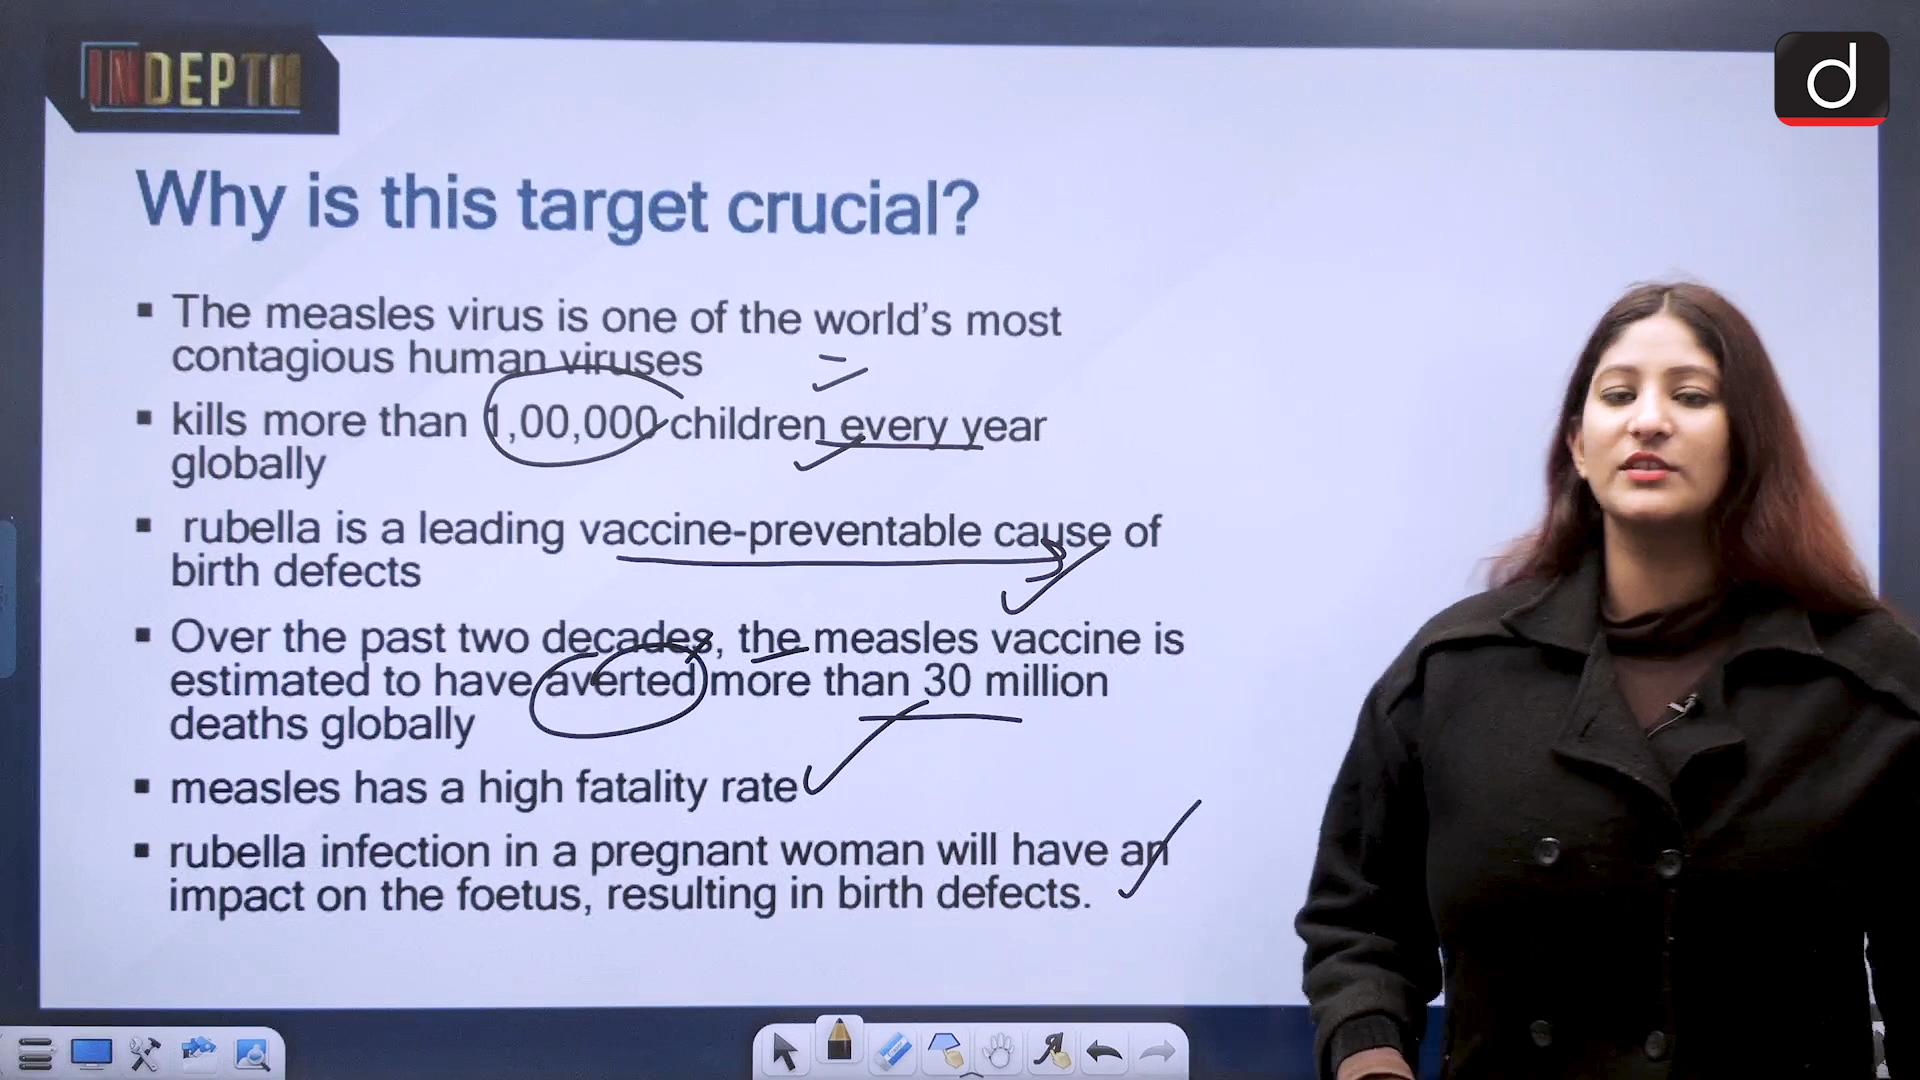 INDEPTH
d
Why is this target crucial?
▪ The measles virus is one of the world’s most
contagious human viruses
▪ kills more than 1,00,000 children every year
globally
▪ rubella is a leading vaccine-preventable cause of
birth defects
▪ Over the past two decades, the measles vaccine is
estimated to have averted more than 30 million
deaths globally
▪ measles has a high fatality rate
▪ rubella infection in a pregnant woman will have an
impact on the foetus, resulting in birth defects.